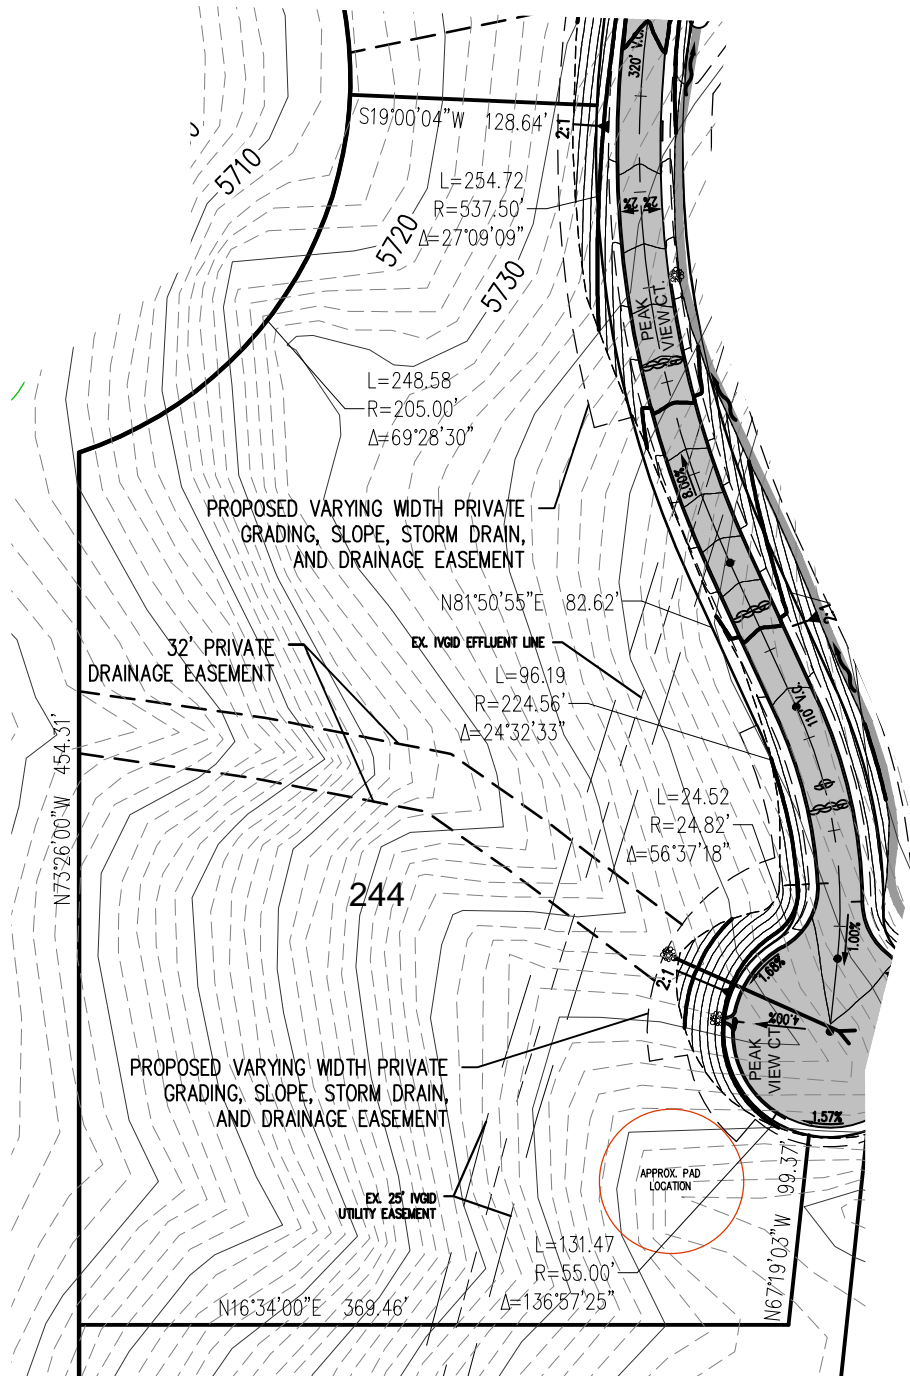 320' V.C.
S19°00'04"W 128.64'
2:1
5710
L=254.72
R=537.50'
Δ=27°09'09"
2% 2%
5720
5730
PEAK
VIEW CT.
L=248.58
R=205.00'
Δ=69°28'30"
8.00%
PROPOSED VARYING WIDTH PRIVATE
GRADING, SLOPE, STORM DRAIN,
AND DRAINAGE EASEMENT
N81°50'55"E 82.62'
2:1
EX. IVGID EFFLUENT LINE
32' PRIVATE
DRAINAGE EASEMENT
L=96.19
R=224.56'
Δ=24°32'33"
110' V.C.
N73°26'00"W 454.31'
L=24.52
R=24.82'
Δ=56°37'18"
244
1.00%
1.68%
2:1
4.00%
PEAK
VIEW CT.
PROPOSED VARYING WIDTH PRIVATE
GRADING, SLOPE, STORM DRAIN,
AND DRAINAGE EASEMENT
1.57%
APPROX. PAD
LOCATION
EX. 25' IVGID
UTILITY EASEMENT
N67°19'03"W 99.37'
L=131.47
R=55.00'
Δ=136°57'25"
N16°34'00"E 369.46'